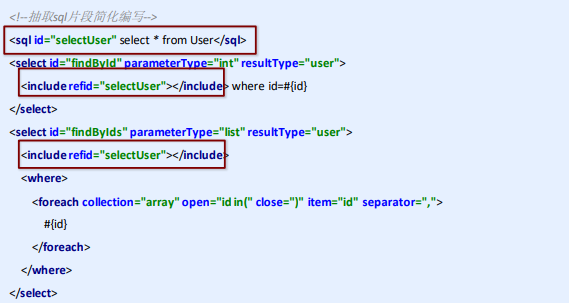 <!--抽取sql片段简化编写-->
<sql id="selectUser" select * from User</sql>
<select id="findById" parameterType="int" resultType="user">
<include refid="selectUser"></include> where id=#{id}
</select>
<select id="findByIds" parameterType="list" resultType="user">
<include refid="selectUser"></include>
<where>
<foreach collection="array" open="id in(" close=")" item="id" separator=",">
#{id}
</foreach>
</where>
</select>